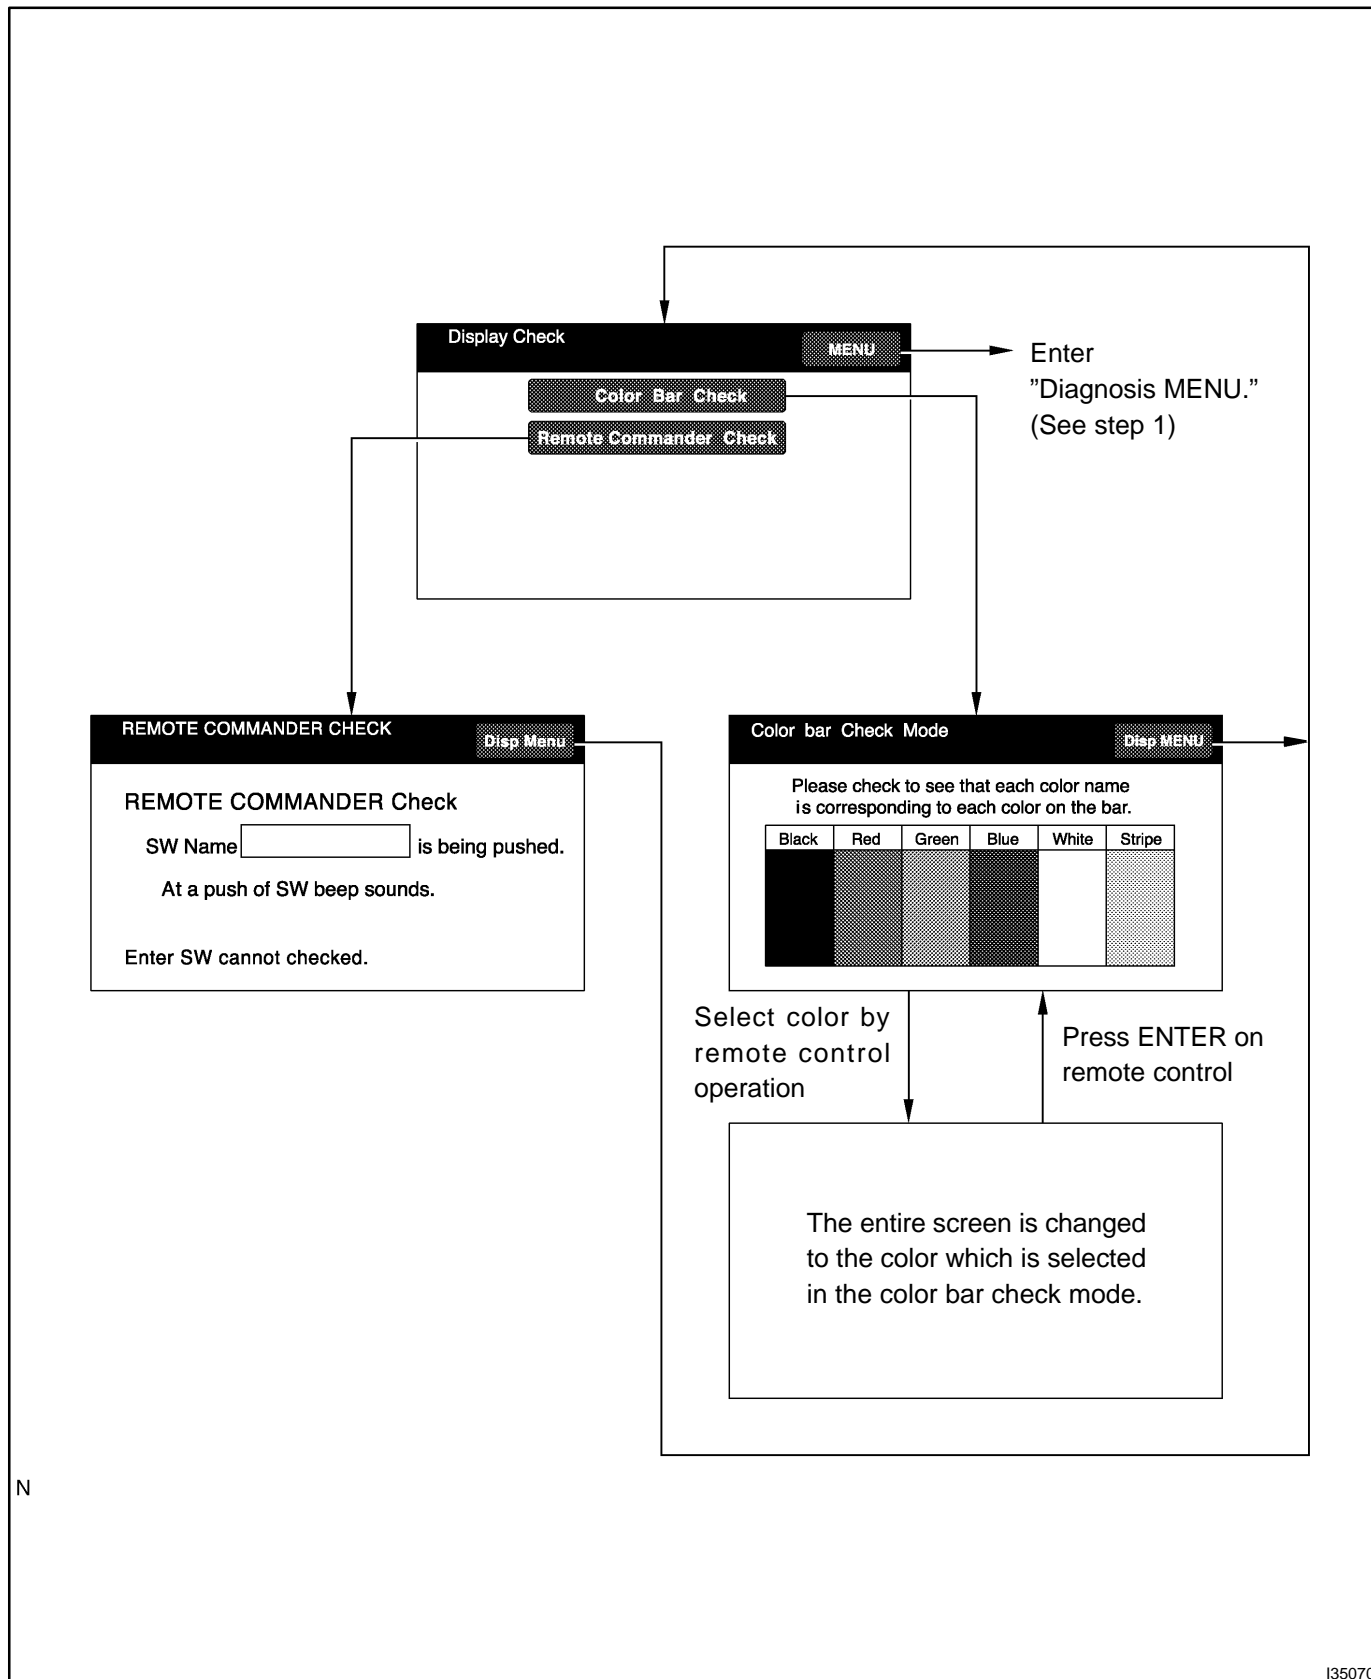 Display Check
MENU
Enter
”Diagnosis MENU.”
(See step 1)
Color Bar Check
Remote Commander Check
REMOTE COMMANDER CHECK
Disp Menu
REMOTE COMMANDER Check
SW Name is being pushed.
At a push of SW beep sounds.
Enter SW cannot checked.
Color bar Check Mode
Disp MENU
Please check to see that each color name
is corresponding to each color on the bar.
Black Red Green Blue White Stripe
Select color by
remote control
operation
Press ENTER on
remote control
The entire screen is changed
to the color which is selected
in the color bar check mode.
N
I35070